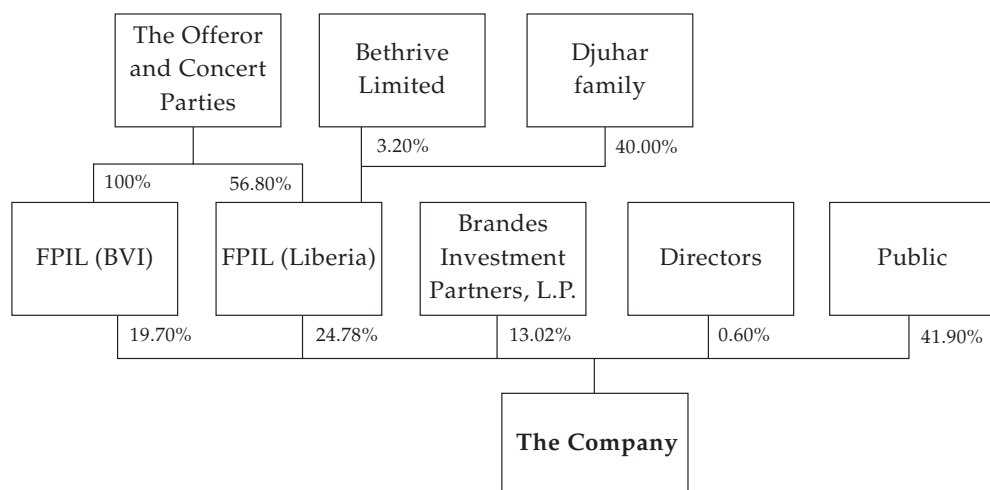 The Offeror
and Concert
Parties
Bethrive
Limited
Djuhar
family
3.20%
40.00%
100%
56.80%
FPIL (BVI)
FPIL (Liberia)
Brandes
Investment
Partners, L.P.
Directors
Public
19.70%
24.78%
13.02%
0.60%
41.90%
The Company